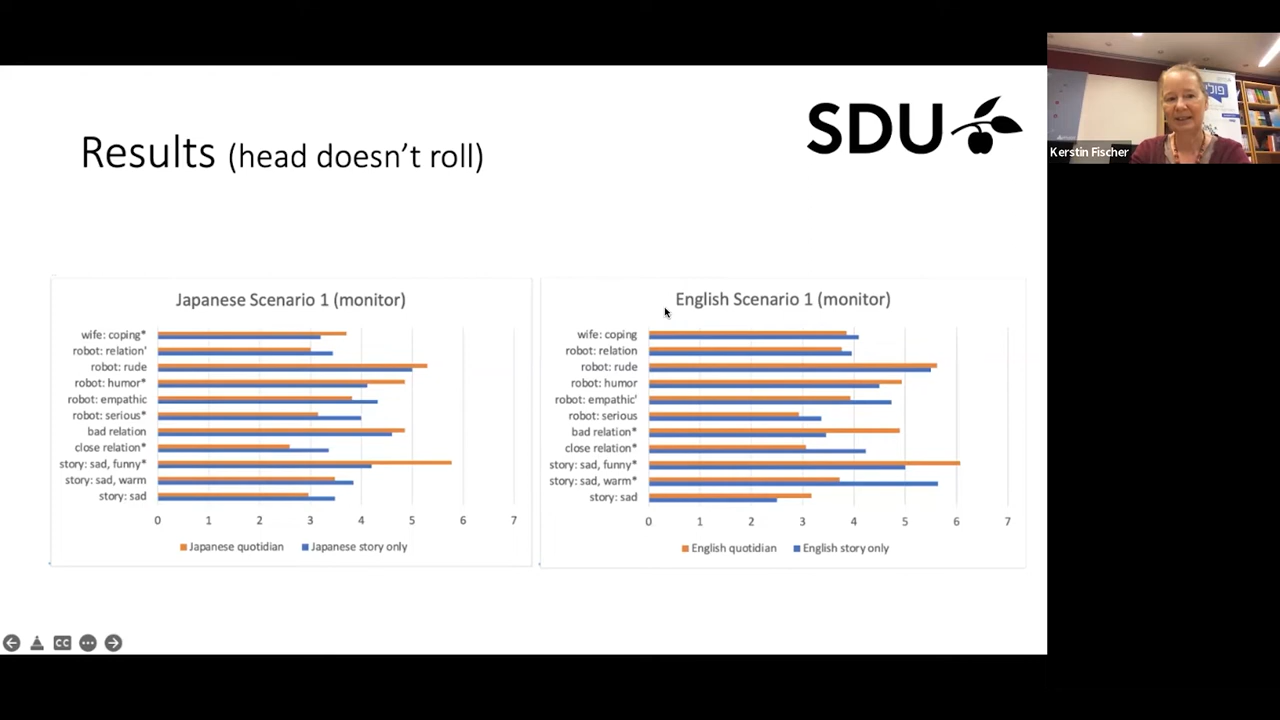 SDU
Results (head doesn't roll)
Kerstin Fischer
פולי
Japanese Scenario 1 (monitor)
wife: coping*
robot: relation'
robot: rude
robot: humor*
robot: empathic
robot: serious*
bad relation
close relation*
story: sad, funny*
story: sad, warm
story: sad
0 1 2 3 4 5 6 7
Japanese quotidian Japanese story only
English Scenario 1 (monitor)
wife: coping
robot: relation
robot: rude
robot: humor
robot: empathic'
robot: serious
bad relation*
close relation*
story: sad, funny*
story: sad, warm*
story: sad
0 1 2 3 4 5 6 7
English quotidian English story only
CC